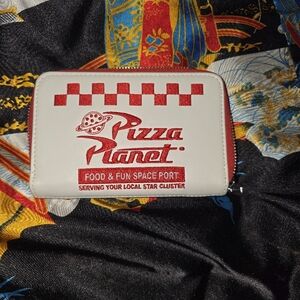 Pizza
Planet
FOOD & FUN SPACE PORT
SERVING YOUR LOCAL STAR CLUSTER